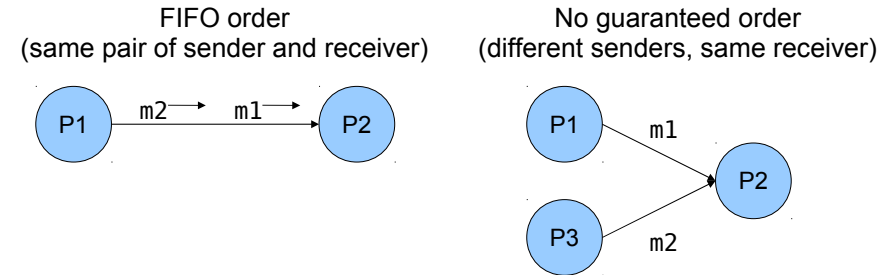 FIFO order
(same pair of sender and receiver)
P1
m2
m1
P2
No guaranteed order
(different senders, same receiver)
P1
m1
P2
P3
m2